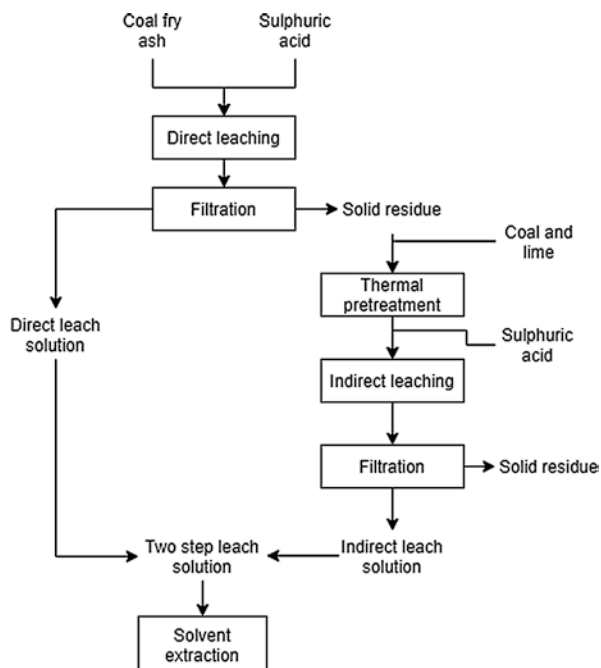 Coal fry
ash
Sulphuric
acid
Direct leaching
Filtration
Solid residue
Coal and
lime
Thermal
pretreatment
Direct leach
solution
Sulphuric
acid
Indirect leaching
Filtration
Solid residue
Two step leach
solution
Indirect leach
solution
Solvent
extraction